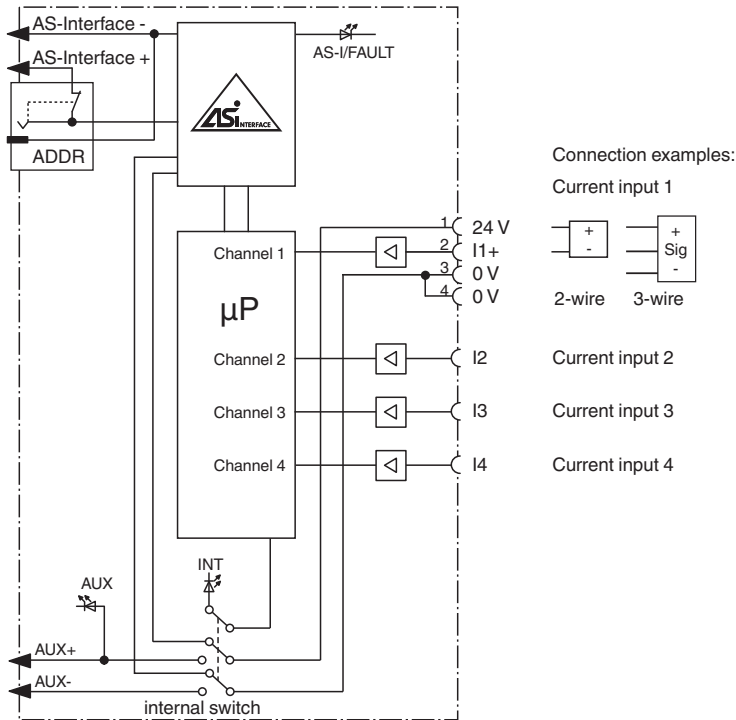 AS-Interface -
AS-Interface +
AS-I/FAULT
ASi INTERFACE
ADDR
Connection examples:
Current input 1
1 24 V
Channel 1 2 I1+
3 0 V
4 0 V
+
-
+
Sig
-
2-wire 3-wire
µP
Channel 2 I2 Current input 2
Channel 3 I3 Current input 3
Channel 4 I4 Current input 4
INT
AUX
AUX+
AUX-
internal switch